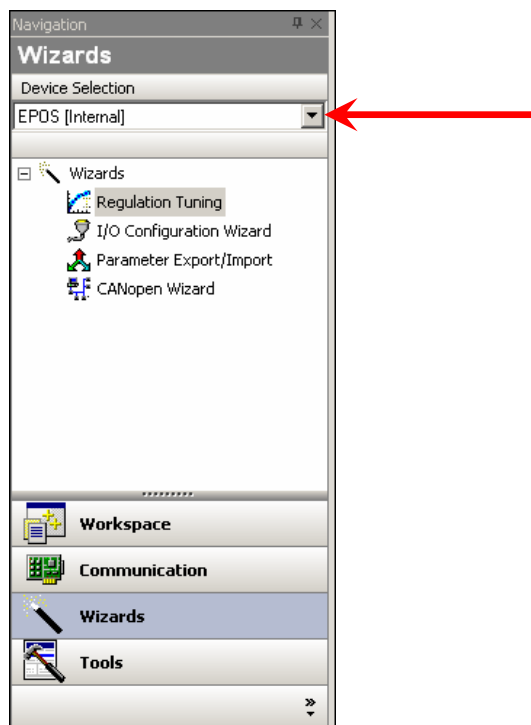 Navigation
Wizards
Device Selection
EPOS [Internal]
Wizards
Regulation Tuning
I/O Configuration Wizard
Parameter Export/Import
CANopen Wizard
Workspace
Communication
Wizards
Tools